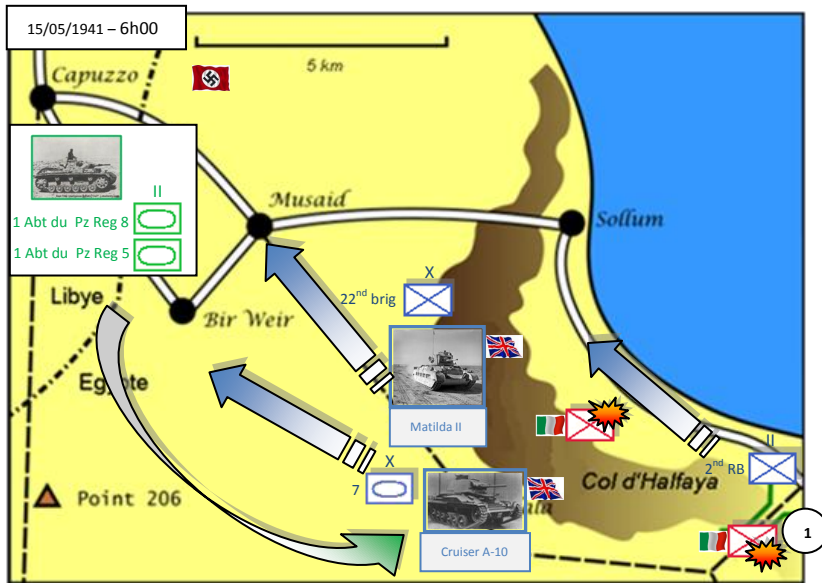 15/05/1941 – 6h00
5 km
Capuzzo
II
1 Abt du Pz Reg 8
1 Abt du Pz Reg 5
Musaid
Sollum
X
22nd brig
Libye
Bir Weir
Egypte
Matilda II
II
2nd RB
X
7
Col d'Halfaya
Point 206
Cruiser A-10
1